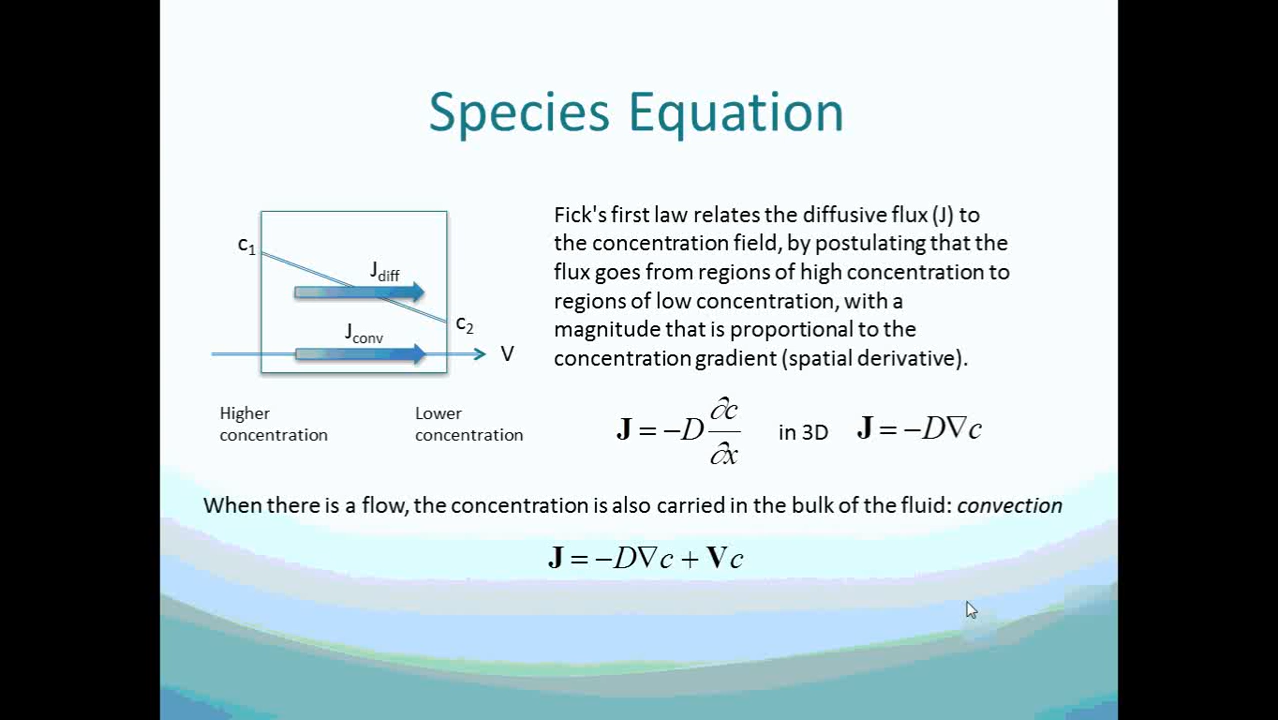 Species Equation
c₁
J_diff
c₂
J_conv
V
Higher
concentration
Lower
concentration
Fick's first law relates the diffusive flux (J) to
the concentration field, by postulating that the
flux goes from regions of high concentration to
regions of low concentration, with a
magnitude that is proportional to the
concentration gradient (spatial derivative).
J = −D ∂c/∂x in 3D J = −D∇c
When there is a flow, the concentration is also carried in the bulk of the fluid: convection
J = −D∇c + Vc